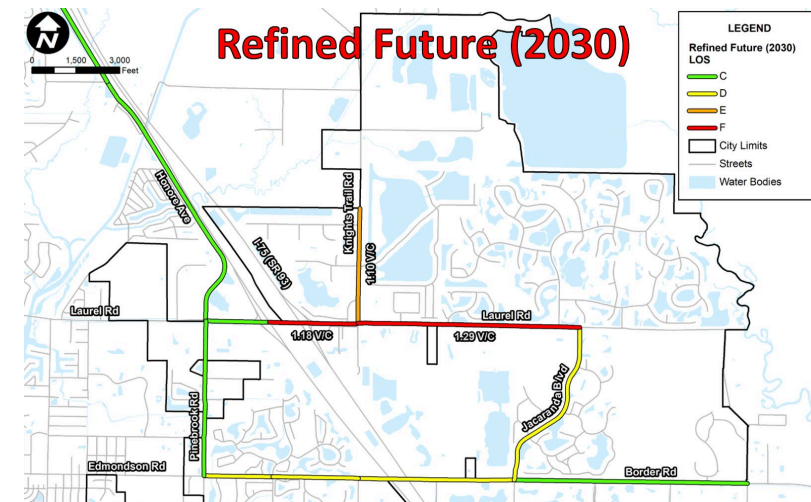 Refined Future (2030)
N
0 1,500 3,000
Feet
LEGEND
Refined Future (2030)
LOS
C
D
E
F
City Limits
Streets
Water Bodies
Honore Ave
I-75 (SR 93)
Knights Trail Rd
1.10 V/C
Laurel Rd
Laurel Rd
1.18 V/C
1.29 V/C
Pinebrook Rd
Jacaranda Blvd
Edmondson Rd
Border Rd